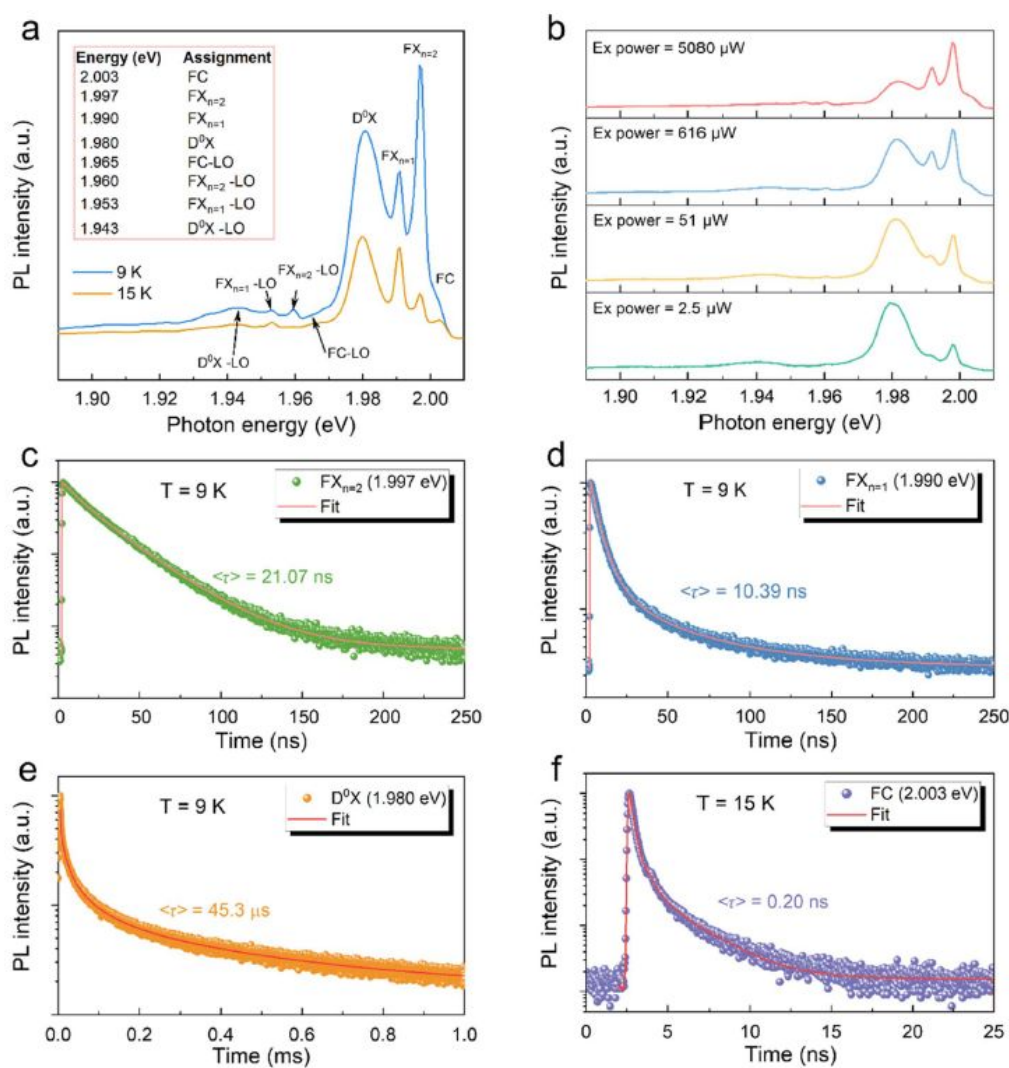 a
Energy (eV) Assignment
2.003 FC
1.997 FXn=2
1.990 FXn=1
1.980 D⁰X
1.965 FC-LO
1.960 FXn=2 -LO
1.953 FXn=1 -LO
1.943 D⁰X -LO
FXn=2
D⁰X
FXn=1
FC
FXn=1 -LO
FXn=2 -LO
D⁰X -LO
FC-LO
9 K
15 K
PL intensity (a.u.)
1.90 1.92 1.94 1.96 1.98 2.00
Photon energy (eV)
b
Ex power = 5080 μW
Ex power = 616 μW
Ex power = 51 μW
Ex power = 2.5 μW
PL intensity (a.u.)
1.90 1.92 1.94 1.96 1.98 2.00
Photon energy (eV)
c
T = 9 K
FXn=2 (1.997 eV)
Fit
<τ> = 21.07 ns
PL intensity (a.u.)
0 50 100 150 200 250
Time (ns)
d
T = 9 K
FXn=1 (1.990 eV)
Fit
<τ> = 10.39 ns
PL intensity (a.u.)
0 50 100 150 200 250
Time (ns)
e
T = 9 K
D⁰X (1.980 eV)
Fit
<τ> = 45.3 μs
PL intensity (a.u.)
0.0 0.2 0.4 0.6 0.8 1.0
Time (ms)
f
T = 15 K
FC (2.003 eV)
Fit
<τ> = 0.20 ns
PL intensity (a.u.)
0 5 10 15 20 25
Time (ns)